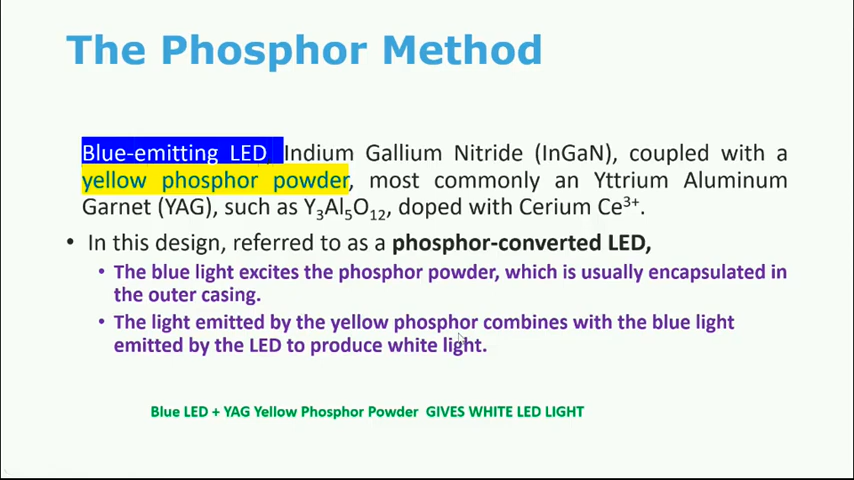 The Phosphor Method
Blue-emitting LED Indium Gallium Nitride (InGaN), coupled with a
yellow phosphor powder, most commonly an Yttrium Aluminum
Garnet (YAG), such as Y₃Al₅O₁₂, doped with Cerium Ce³⁺.
• In this design, referred to as a phosphor-converted LED,
• The blue light excites the phosphor powder, which is usually encapsulated in
the outer casing.
• The light emitted by the yellow phosphor combines with the blue light
emitted by the LED to produce white light.
Blue LED + YAG Yellow Phosphor Powder GIVES WHITE LED LIGHT